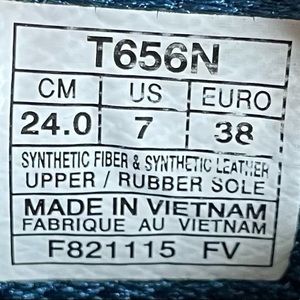 T656N
CM US EURO
24.0 7 38
SYNTHETIC FIBER & SYNTHETIC LEATHER
UPPER / RUBBER SOLE
MADE IN VIETNAM
FABRIQUE AU VIETNAM
F821115 FV